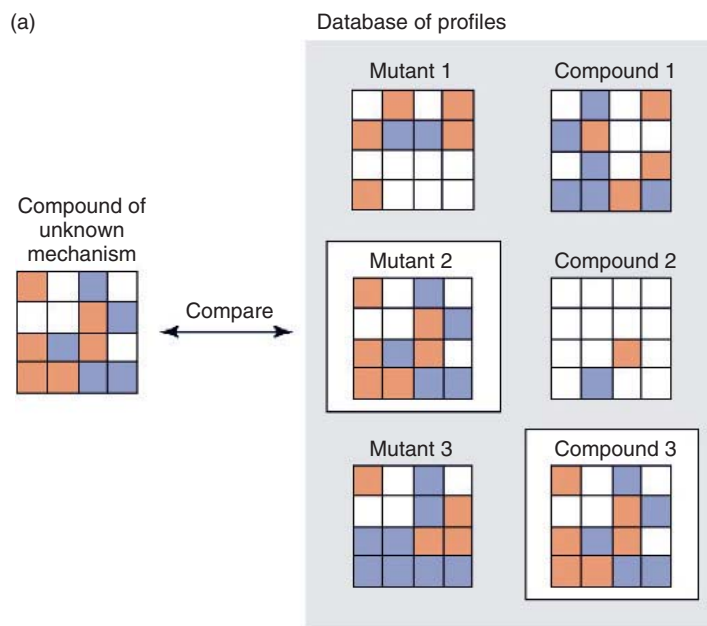 (a)
Database of profiles
Mutant 1
Compound 1
Compound of
unknown
mechanism
Compare
Mutant 2
Compound 2
Mutant 3
Compound 3